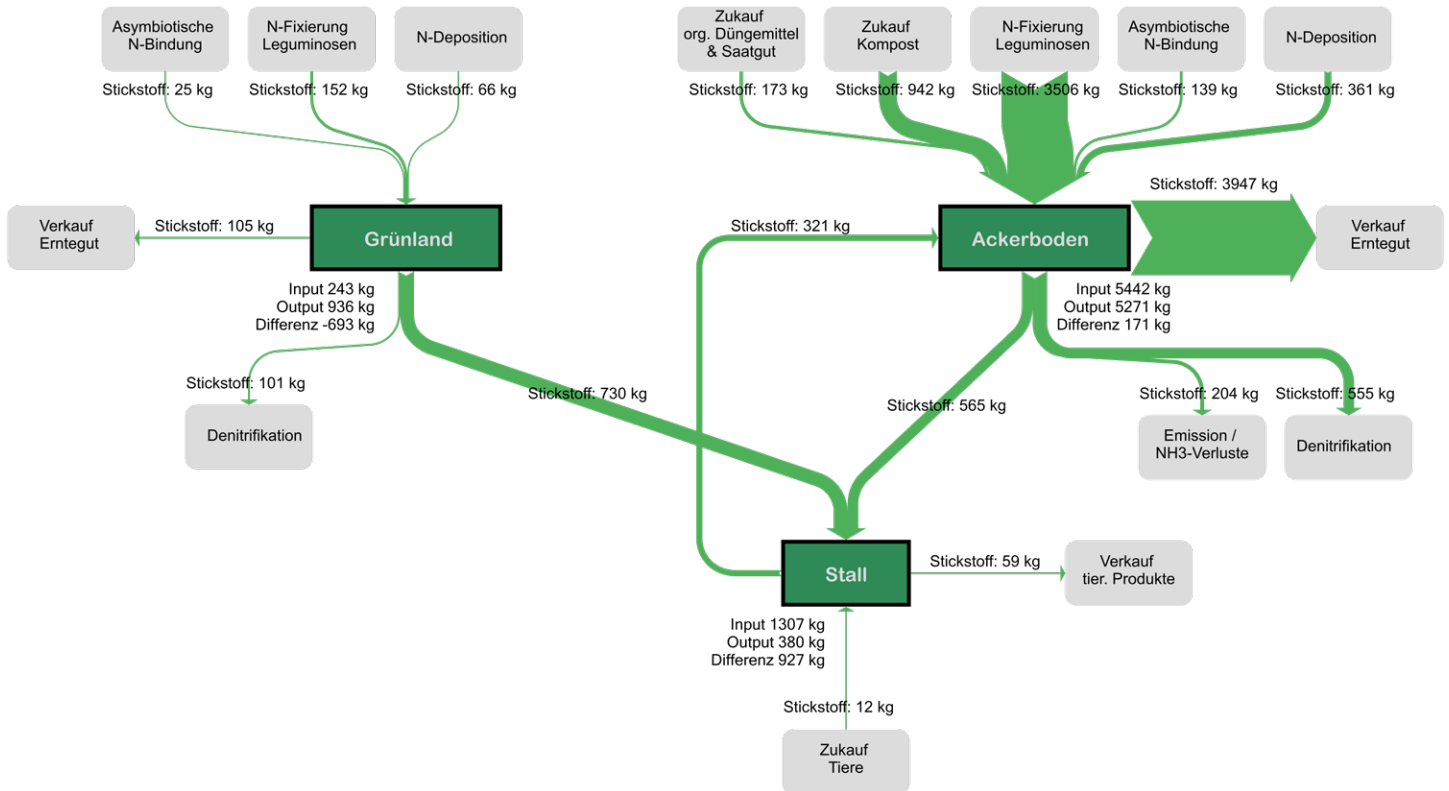 Asymbiotische
N-Bindung
N-Fixierung
Leguminosen
N-Deposition
Zukauf
org. Düngemittel
& Saatgut
Zukauf
Kompost
N-Fixierung
Leguminosen
Asymbiotische
N-Bindung
N-Deposition
Stickstoff: 25 kg
Stickstoff: 152 kg
Stickstoff: 66 kg
Stickstoff: 173 kg
Stickstoff: 942 kg
Stickstoff: 3506 kg
Stickstoff: 139 kg
Stickstoff: 361 kg
Verkauf
Erntegut
Stickstoff: 105 kg
Grünland
Stickstoff: 321 kg
Ackerboden
Stickstoff: 3947 kg
Verkauf
Erntegut
Input 243 kg
Output 936 kg
Differenz -693 kg
Input 5442 kg
Output 5271 kg
Differenz 171 kg
Stickstoff: 101 kg
Stickstoff: 730 kg
Stickstoff: 565 kg
Stickstoff: 204 kg
Stickstoff: 555 kg
Denitrifikation
Emission /
NH3-Verluste
Denitrifikation
Stall
Stickstoff: 59 kg
Verkauf
tier. Produkte
Input 1307 kg
Output 380 kg
Differenz 927 kg
Stickstoff: 12 kg
Zukauf
Tiere